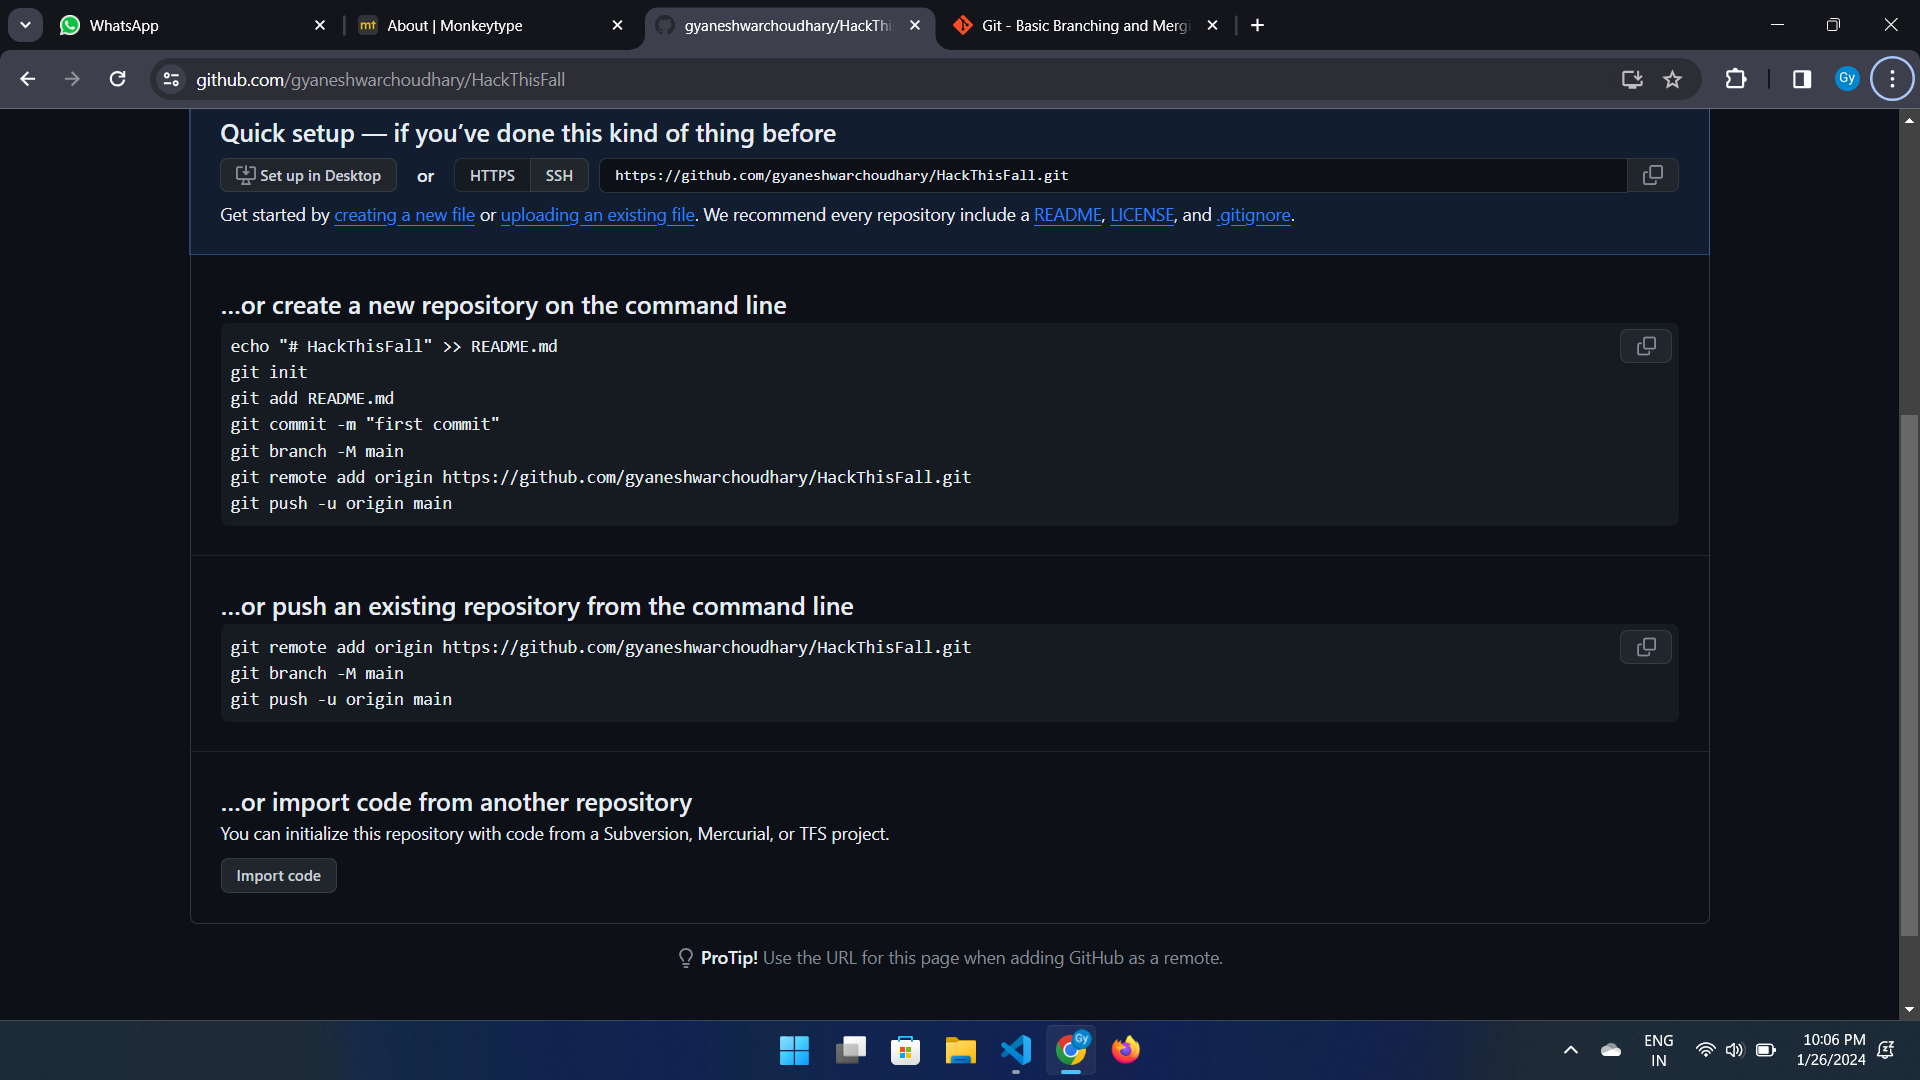 WhatsApp
mt About | Monkeytype
gyaneshwarchoudhary/HackThi
Git - Basic Branching and Mergi
github.com/gyaneshwarchoudhary/HackThisFall
Gy
Quick setup — if you’ve done this kind of thing before
Set up in Desktop or HTTPS SSH https://github.com/gyaneshwarchoudhary/HackThisFall.git
Get started by creating a new file or uploading an existing file. We recommend every repository include a README, LICENSE, and .gitignore.
…or create a new repository on the command line
echo "# HackThisFall" >> README.md
git init
git add README.md
git commit -m "first commit"
git branch -M main
git remote add origin https://github.com/gyaneshwarchoudhary/HackThisFall.git
git push -u origin main
…or push an existing repository from the command line
git remote add origin https://github.com/gyaneshwarchoudhary/HackThisFall.git
git branch -M main
git push -u origin main
…or import code from another repository
You can initialize this repository with code from a Subversion, Mercurial, or TFS project.
Import code
ProTip! Use the URL for this page when adding GitHub as a remote.
Gy
ENG
IN
10:06 PM
1/26/2024